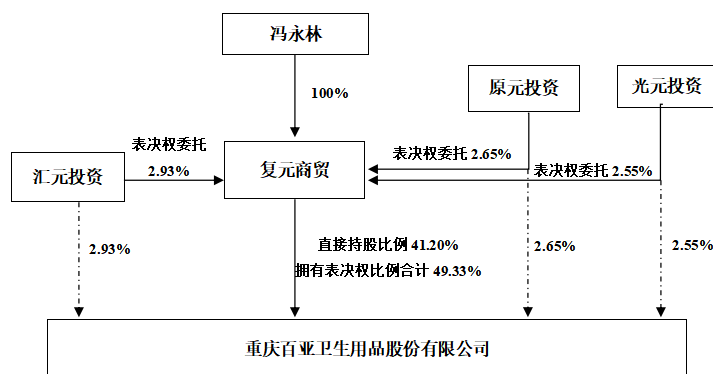 冯永林
100%
原元投资
光元投资
表决权委托
2.93%
表决权委托 2.65%
表决权委托 2.55%
汇元投资
复元商贸
2.93%
直接持股比例 41.20%
拥有表决权比例合计 49.33%
2.65%
2.55%
重庆百亚卫生用品股份有限公司